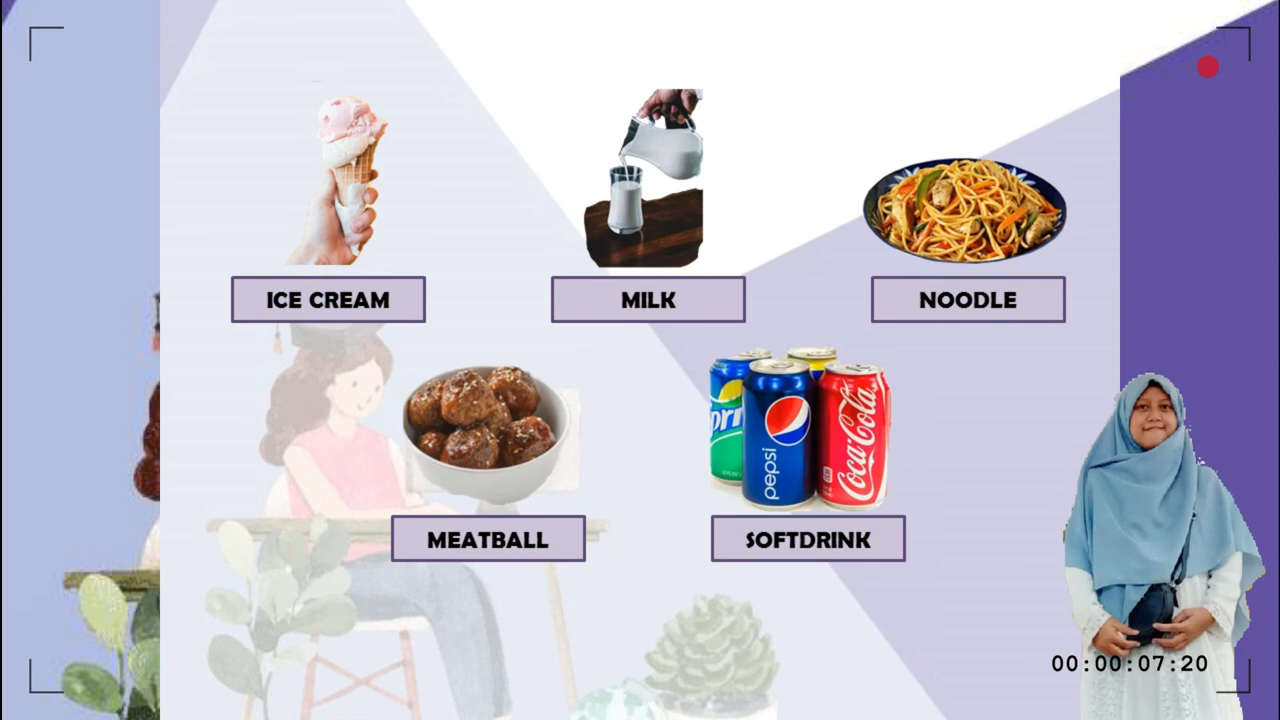 ICE CREAM
MILK
NOODLE
pepsi
Coca-Cola
MEATBALL
SOFTDRINK
00:00:07:20